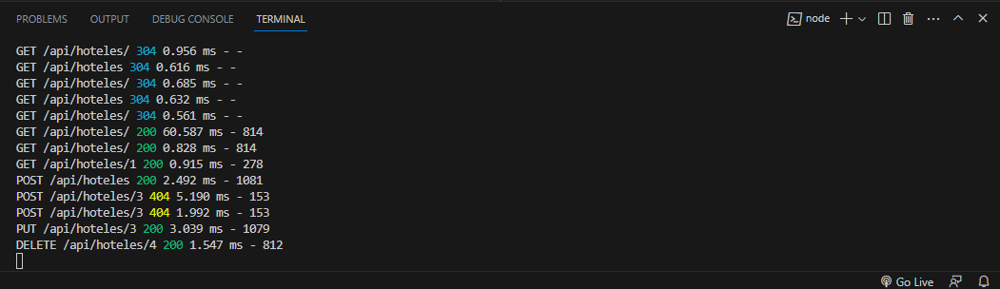 PROBLEMS OUTPUT DEBUG CONSOLE TERMINAL node
GET /api/hoteles/ 304 0.956 ms - -
GET /api/hoteles 304 0.616 ms - -
GET /api/hoteles/ 304 0.685 ms - -
GET /api/hoteles 304 0.632 ms - -
GET /api/hoteles/ 304 0.561 ms - -
GET /api/hoteles/ 200 60.587 ms - 814
GET /api/hoteles/ 200 0.828 ms - 814
GET /api/hoteles/1 200 0.915 ms - 278
POST /api/hoteles 200 2.492 ms - 1081
POST /api/hoteles/3 404 5.190 ms - 153
POST /api/hoteles/3 404 1.992 ms - 153
PUT /api/hoteles/3 200 3.039 ms - 1079
DELETE /api/hoteles/4 200 1.547 ms - 812
Go Live